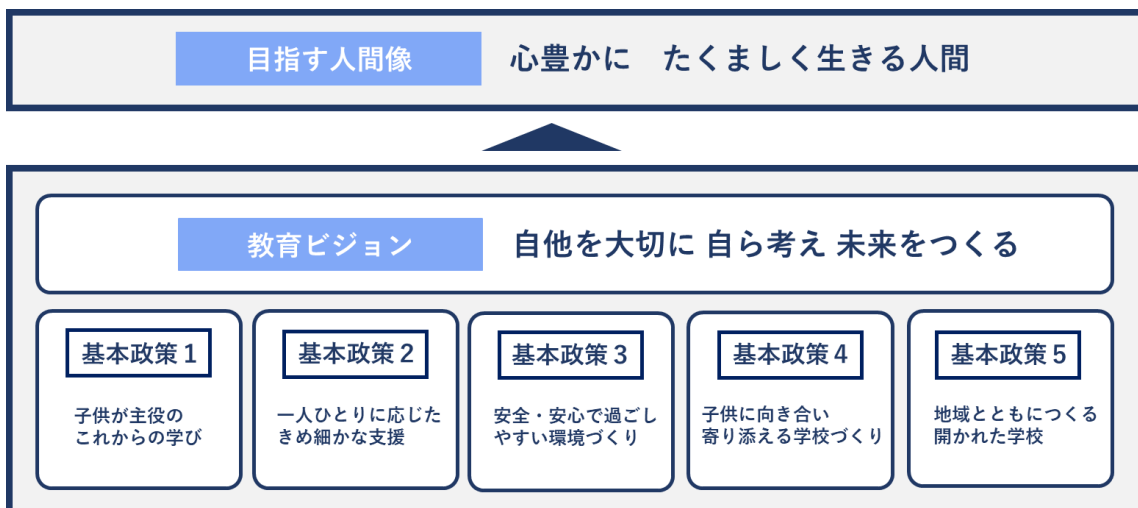 目指す人間像 心豊かに　たくましく生きる人間
教育ビジョン 自他を大切に 自ら考え 未来をつくる
基本政策1
子供が主役の
これからの学び
基本政策2
一人ひとりに応じた
きめ細かな支援
基本政策3
安全・安心で過ごし
やすい環境づくり
基本政策4
子供に向き合い
寄り添える学校づくり
基本政策5
地域とともにつくる
開かれた学校